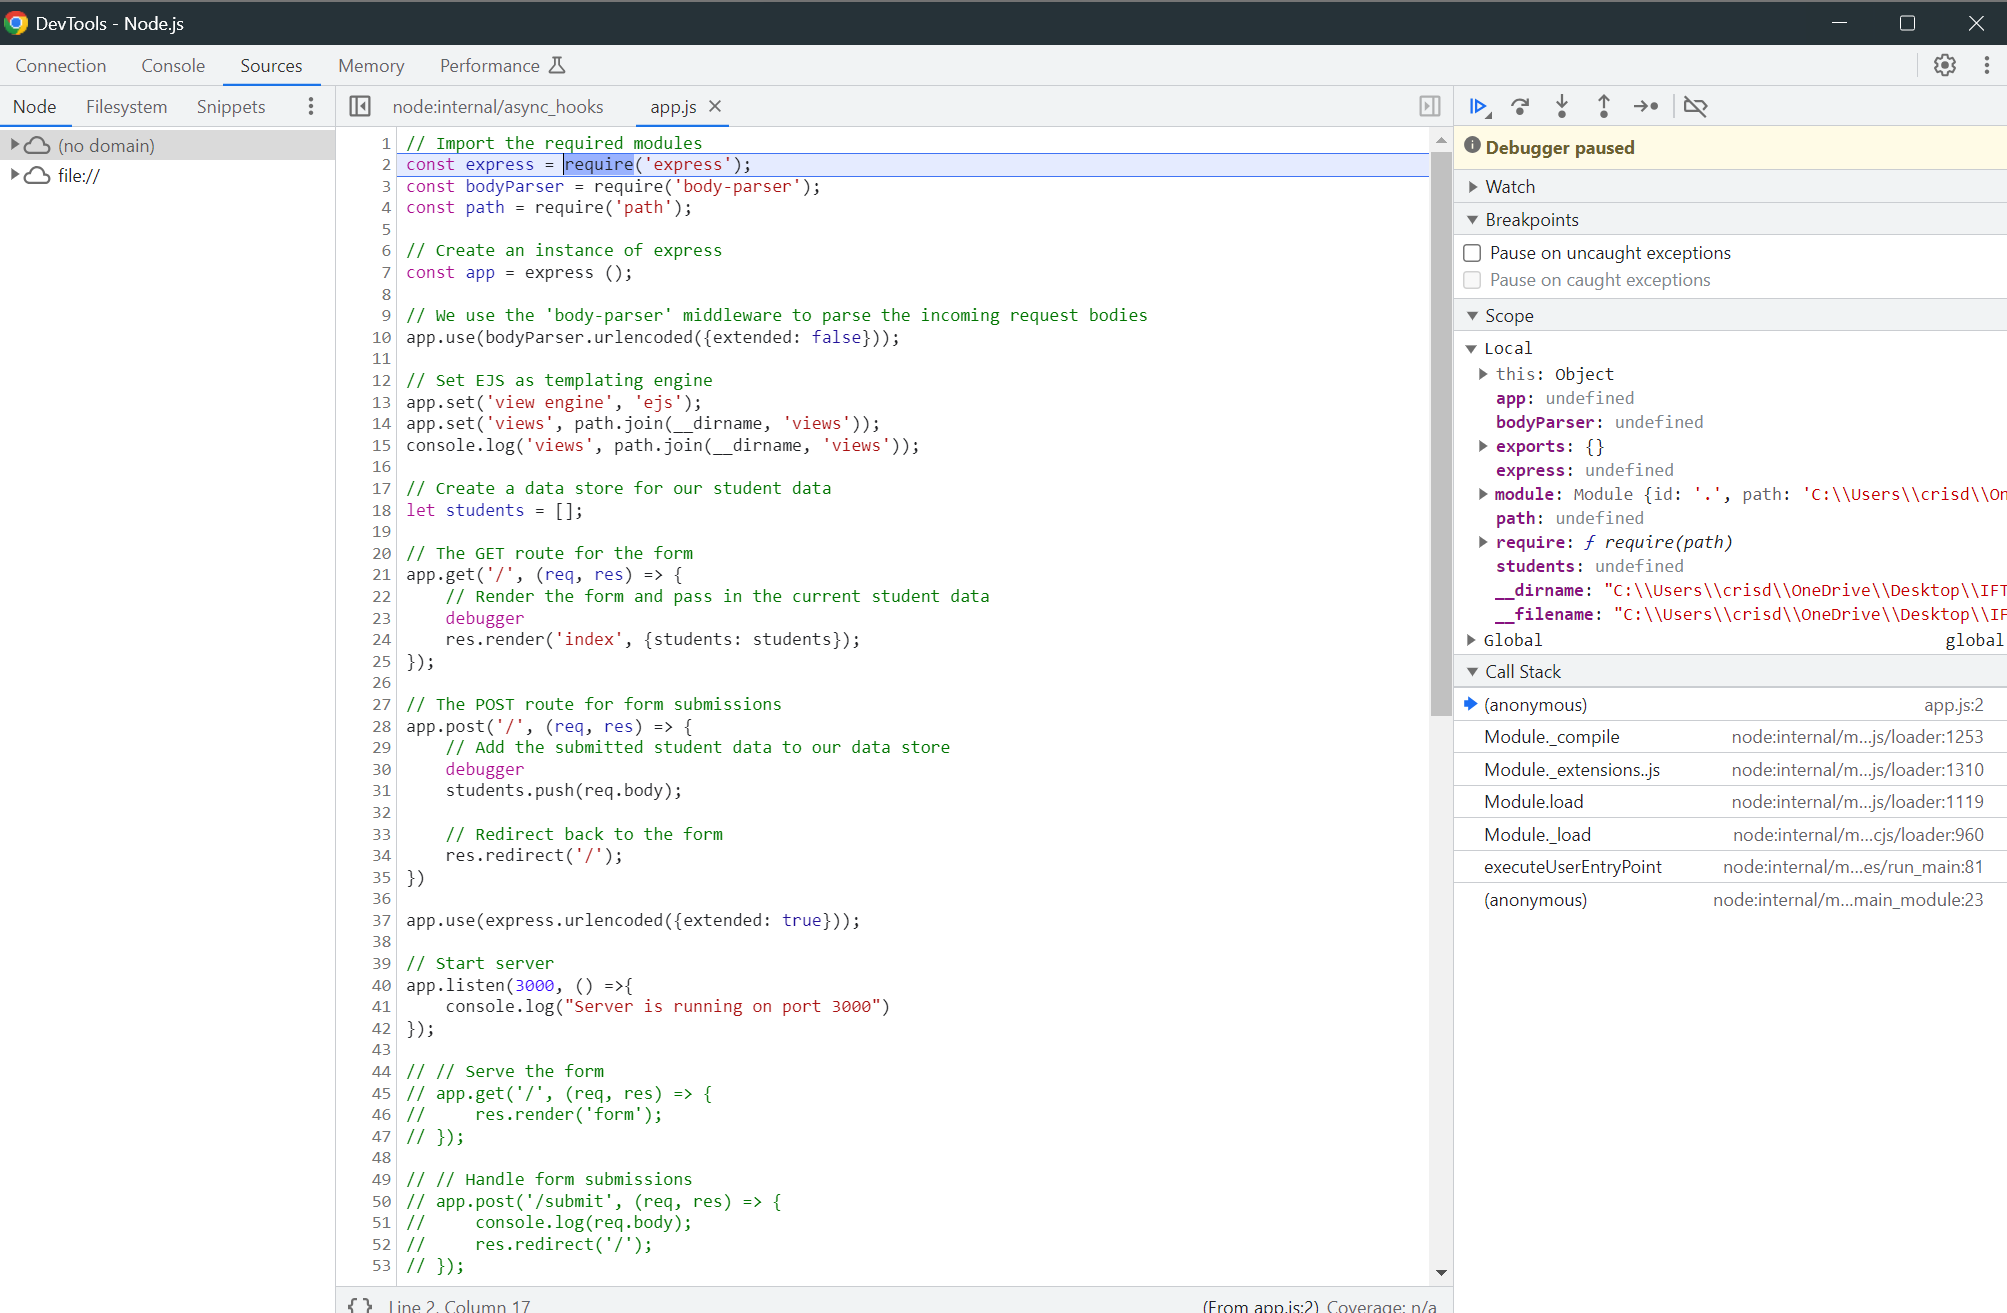 DevTools - Node.js
Connection Console Sources Memory Performance
Node Filesystem Snippets
node:internal/async_hooks app.js
(no domain)
file://
1 // Import the required modules
2 const express = require('express');
3 const bodyParser = require('body-parser');
4 const path = require('path');
5
6 // Create an instance of express
7 const app = express ();
8
9 // We use the 'body-parser' middleware to parse the incoming request bodies
10 app.use(bodyParser.urlencoded({extended: false}));
11
12 // Set EJS as templating engine
13 app.set('view engine', 'ejs');
14 app.set('views', path.join(__dirname, 'views'));
15 console.log('views', path.join(__dirname, 'views'));
16
17 // Create a data store for our student data
18 let students = [];
19
20 // The GET route for the form
21 app.get('/', (req, res) => {
22     // Render the form and pass in the current student data
23     debugger
24     res.render('index', {students: students});
25 });
26
27 // The POST route for form submissions
28 app.post('/', (req, res) => {
29     // Add the submitted student data to our data store
30     debugger
31     students.push(req.body);
32
33     // Redirect back to the form
34     res.redirect('/');
35 })
36
37 app.use(express.urlencoded({extended: true}));
38
39 // Start server
40 app.listen(3000, () =>{
41     console.log("Server is running on port 3000")
42 });
43
44 // // Serve the form
45 // app.get('/', (req, res) => {
46 //     res.render('form');
47 // });
48
49 // // Handle form submissions
50 // app.post('/submit', (req, res) => {
51 //     console.log(req.body);
52 //     res.redirect('/');
53 // });
{} Line 2, Column 17
(From app.js:2) Coverage: n/a
Debugger paused
Watch
Breakpoints
Pause on uncaught exceptions
Pause on caught exceptions
Scope
Local
this: Object
app: undefined
bodyParser: undefined
exports: {}
express: undefined
module: Module {id: '.', path: 'C:\\Users\\crisd\\On
path: undefined
require: ƒ require(path)
students: undefined
__dirname: "C:\\Users\\crisd\\OneDrive\\Desktop\\IFT
__filename: "C:\\Users\\crisd\\OneDrive\\Desktop\\IF
Global global
Call Stack
(anonymous) app.js:2
Module._compile node:internal/m…js/loader:1253
Module._extensions..js node:internal/m…js/loader:1310
Module.load node:internal/m…js/loader:1119
Module._load node:internal/m…cjs/loader:960
executeUserEntryPoint node:internal/m…es/run_main:81
(anonymous) node:internal/m…main_module:23